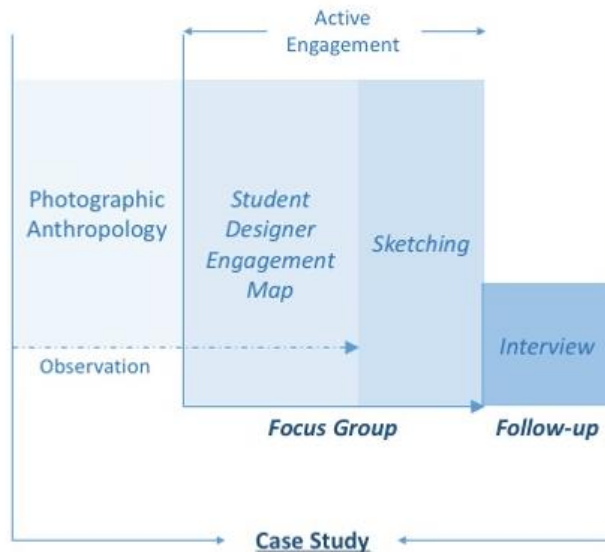 Active
Engagement
Photographic
Anthropology
Student
Designer
Engagement
Map
Sketching
Observation
Interview
Focus Group
Follow-up
Case Study